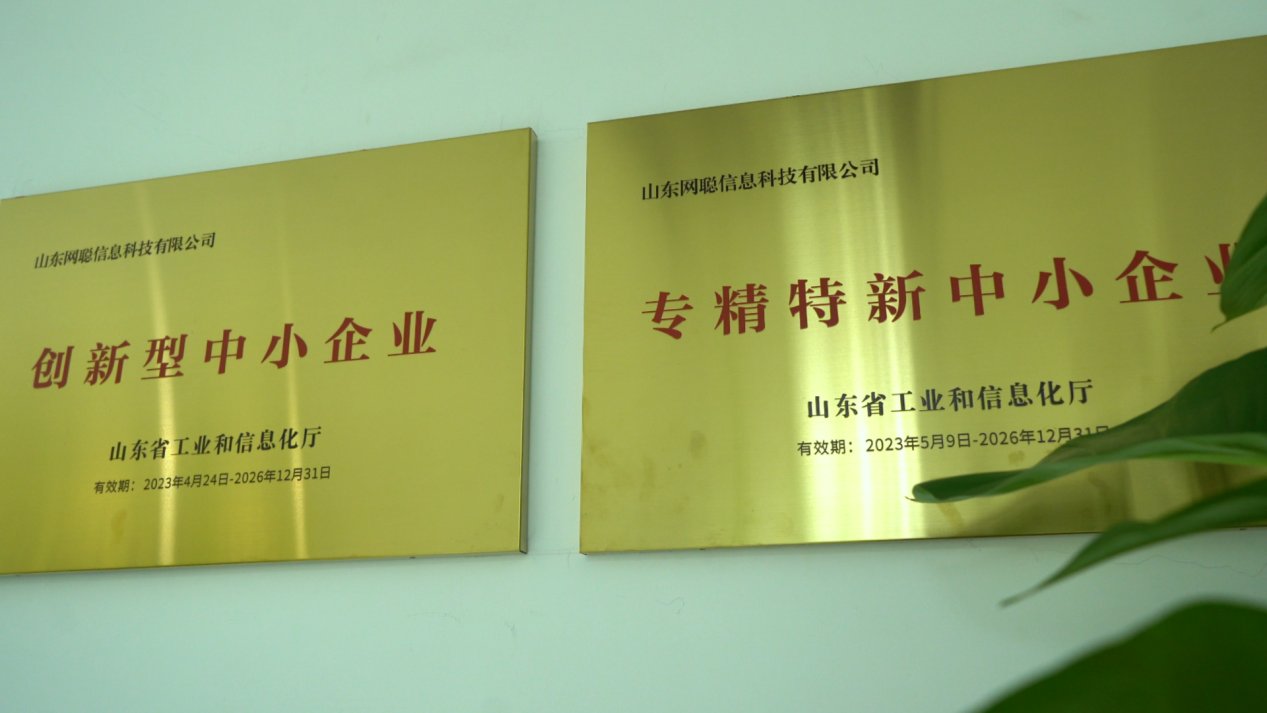 山东网聪信息科技有限公司
创新型中小企业
山东省工业和信息化厅
有效期：2023年4月24日-2026年12月31日
山东网聪信息科技有限公司
专精特新中小企业
山东省工业和信息化厅
有效期：2023年5月9日-2026年12月31日